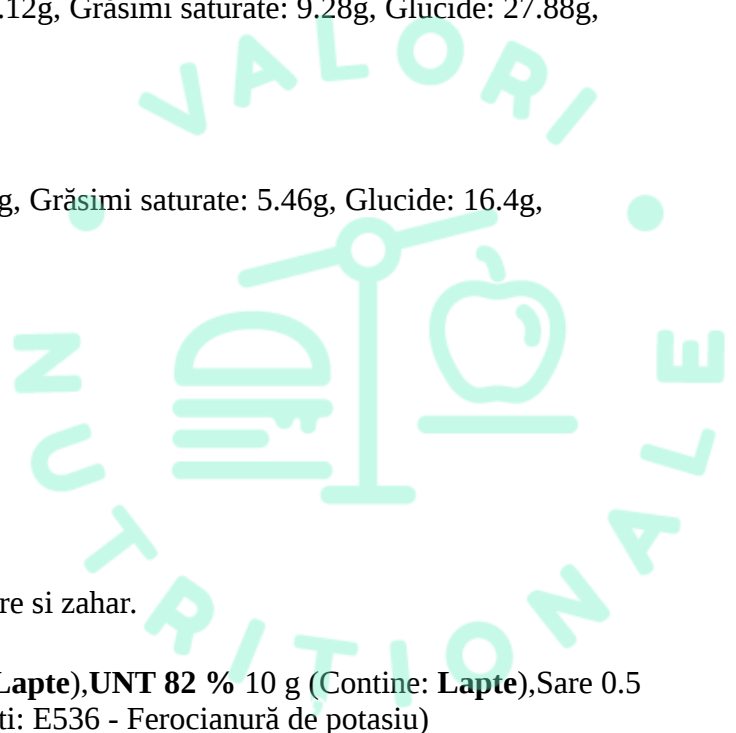 .12g, Grăsimi saturate: 9.28g, Glucide: 27.88g,
VALORI
g, Grăsimi saturate: 5.46g, Glucide: 16.4g,
NUTRIȚIONALE
re si zahar.
Lapte),UNT 82 % 10 g (Contine: Lapte),Sare 0.5
ti: E536 - Ferocianură de potasiu)